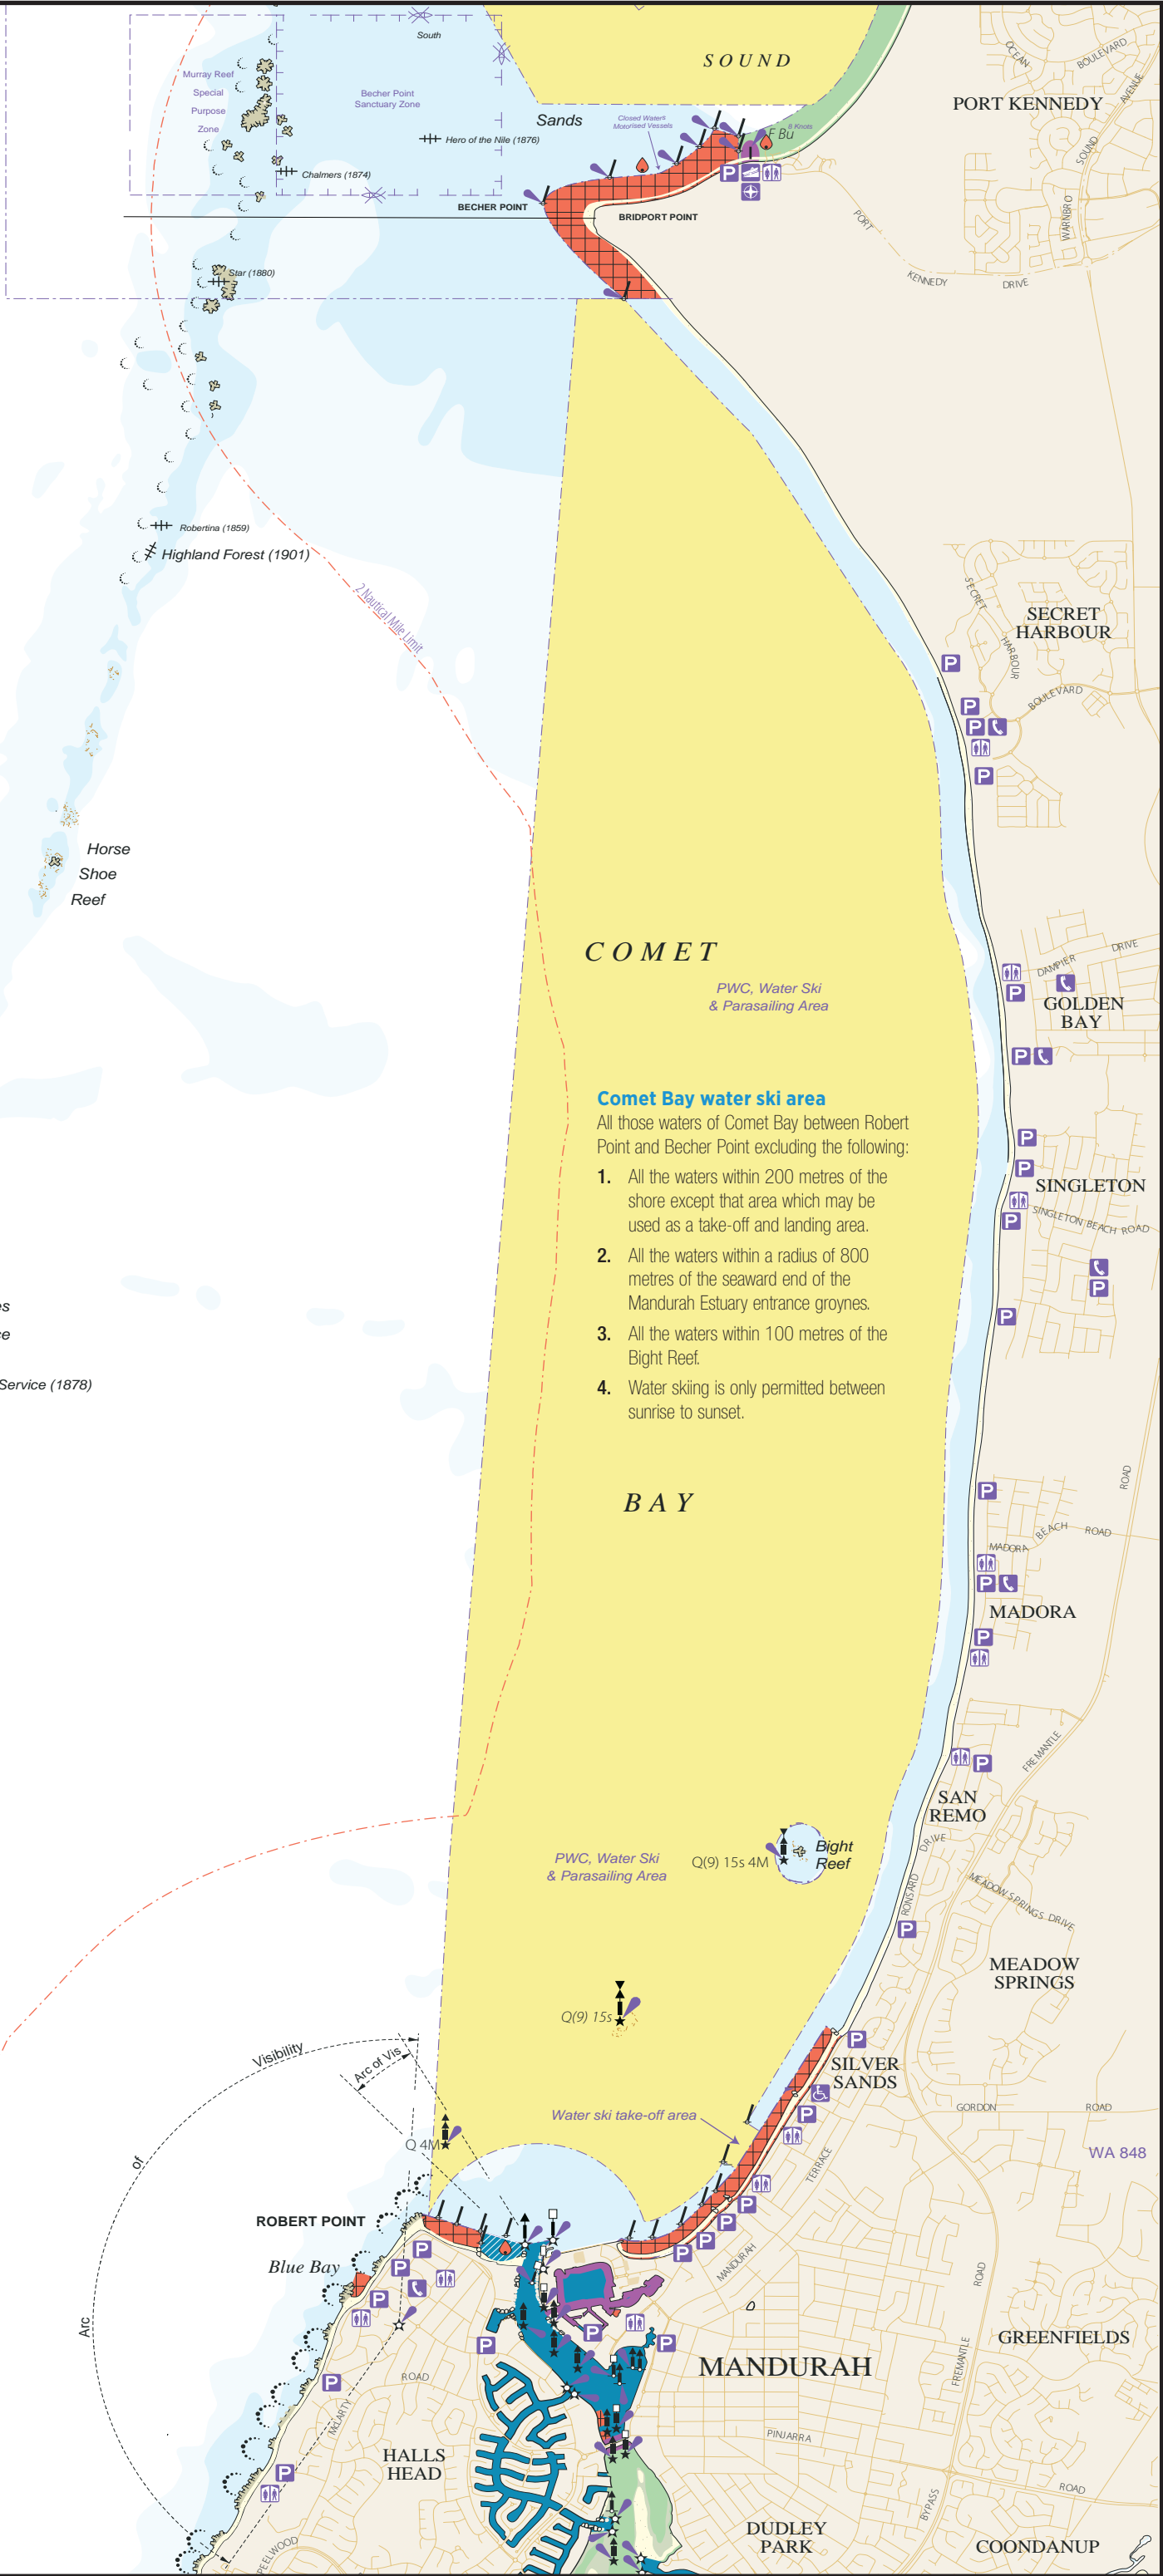 South
SOUND
OCEAN
BOULEVARD
AVENUE
PORT KENNEDY
Murray Reef
Special
Purpose
Zone
Becher Point
Sanctuary Zone
Sands
Closed Waters
Motorised Vessels
8 Knots
F Bu
SOUND
Hero of the Nile (1876)
Chalmers (1874)
P
BECHER POINT
BRIDPORT POINT
WARNBRO
PORT
KENNEDY
DRIVE
Star (1880)
Robertina (1859)
Highland Forest (1901)
2 Nautical Mile Limit
SECRET
HARBOUR
BOULEVARD
SECRET
HARBOUR
P
P
P
P
Horse
Shoe
Reef
COMET
PWC, Water Ski
& Parasailing Area
DAMPIER
DRIVE
P
GOLDEN
BAY
P
Comet Bay water ski area
All those waters of Comet Bay between Robert
Point and Becher Point excluding the following:
1. All the waters within 200 metres of the
shore except that area which may be
used as a take-off and landing area.
2. All the waters within a radius of 800
metres of the seaward end of the
Mandurah Estuary entrance groynes.
3. All the waters within 100 metres of the
Bight Reef.
4. Water skiing is only permitted between
sunrise to sunset.
P
P
SINGLETON
P
SINGLETON BEACH ROAD
P
P
es
ce
Service (1878)
BAY
P
ROAD
MADORA
BEACH
ROAD
P
MADORA
P
P
FREMANTLE
SAN
REMO
DRIVE
RONSARD
MEADOW SPRINGS DRIVE
P
MEADOW
SPRINGS
PWC, Water Ski
& Parasailing Area
Q(9) 15s 4M
Bight
Reef
Q(9) 15s
P
SILVER
SANDS
Visibility
Arc of Vis
of
Arc
Q 4M
Water ski take-off area
P
GORDON
ROAD
TERRACE
WA 848
P
P
P
P
MANDURAH
ROAD
ROBERT POINT
P
P
Blue Bay
P
P
P
P
GREENFIELDS
MANDURAH
FREMANTLE
ROAD
P
McLARTY
PINJARRA
ROAD
BYPASS
HALLS
HEAD
P
DUDLEY
PARK
COONDANUP
PEELWOOD